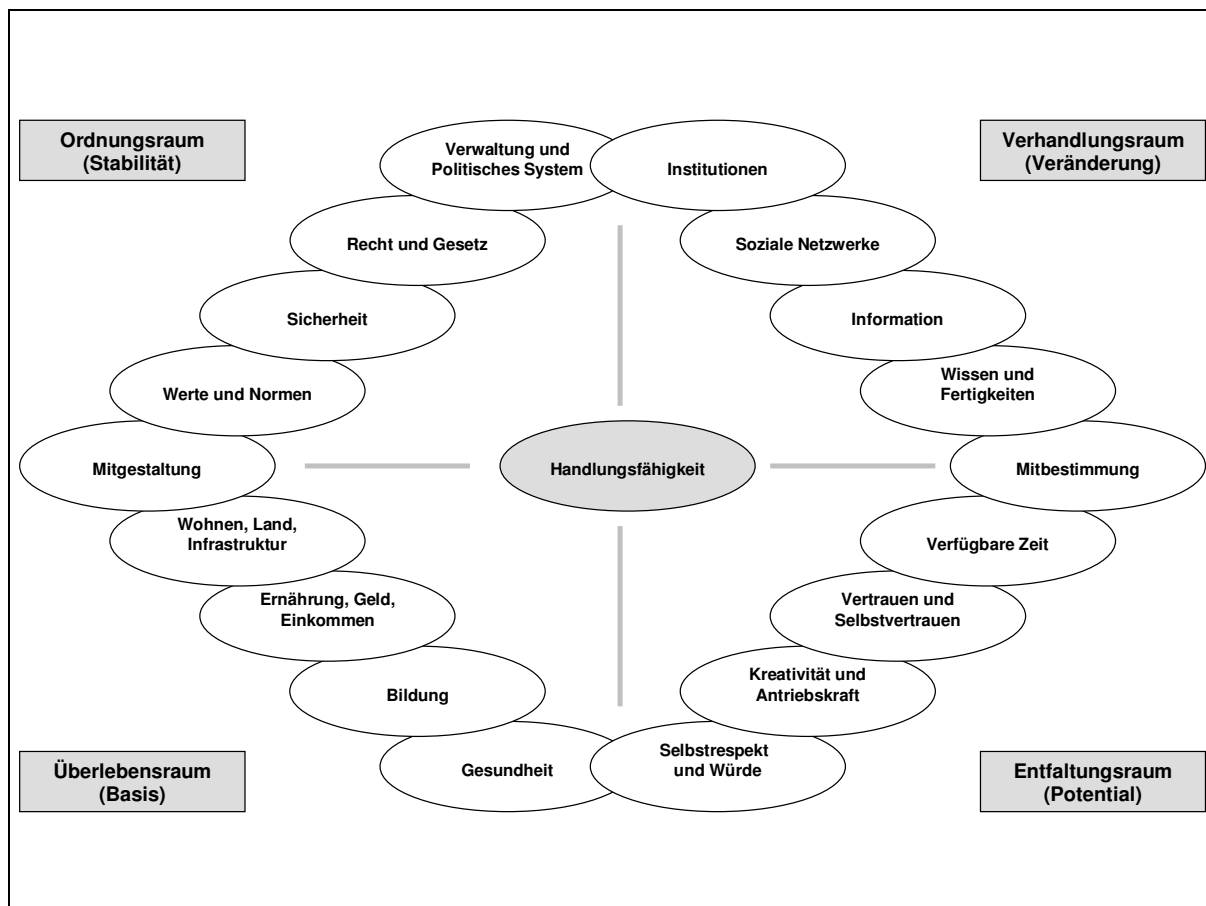 Ordnungsraum
(Stabilität)
Verwaltung und
Politisches System
Institutionen
Verhandlungsraum
(Veränderung)
Recht und Gesetz
Soziale Netzwerke
Sicherheit
Information
Werte und Normen
Wissen und
Fertigkeiten
Mitgestaltung
Handlungsfähigkeit
Mitbestimmung
Wohnen, Land,
Infrastruktur
Verfügbare Zeit
Ernährung, Geld,
Einkommen
Vertrauen und
Selbstvertrauen
Bildung
Kreativität und
Antriebskraft
Überlebensraum
(Basis)
Gesundheit
Selbstrespekt
und Würde
Entfaltungsraum
(Potential)